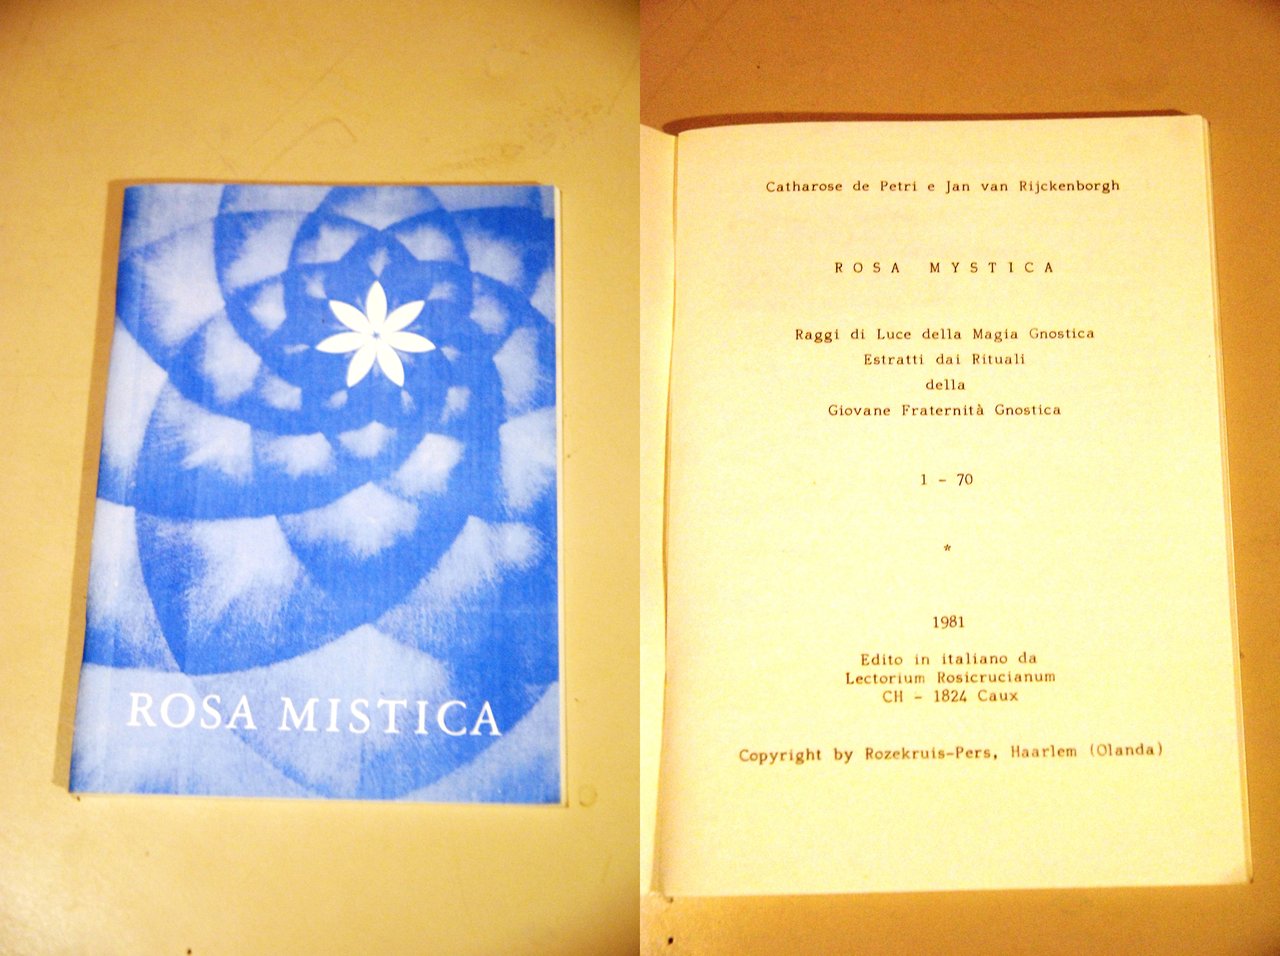 ROSA MISTICA
Catharose de Petri e Jan van Rijckenborgh
ROSA MYSTICA
Raggi di Luce della Magia Gnostica
Estratti dai Rituali
della
Giovane Fraternità Gnostica
1 - 70
*
1981
Edito in italiano da
Lectorium Rosicrucianum
CH - 1824 Caux
Copyright by Rozekruis-Pers, Haarlem (Olanda)